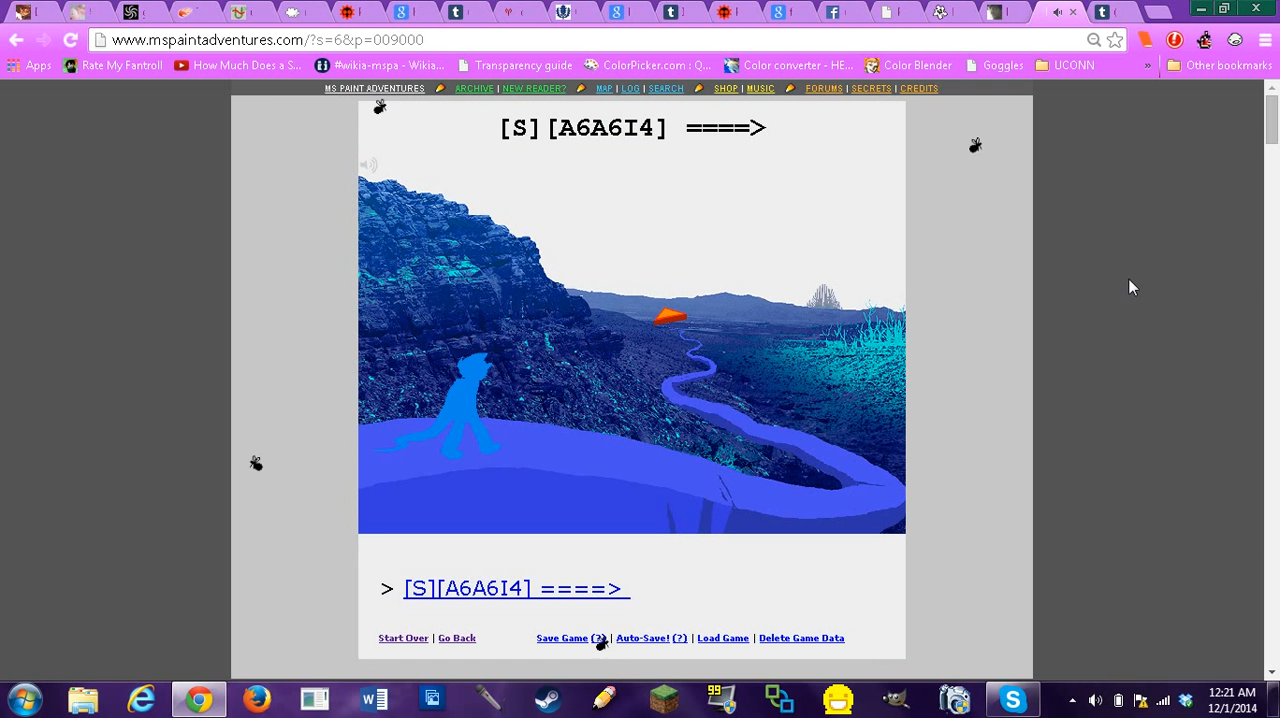 www.mspaintadventures.com/?s=6&p=009000
Apps Rate My Fantroll How Much Does a S... #wikia-mspa - Wikia... Transparency guide ColorPicker.com : Q... Color converter - HE... Color Blender Goggles UCONN » Other bookmarks
MS PAINT ADVENTURES ARCHIVE | NEW READER? MAP | LOG | SEARCH SHOP | MUSIC FORUMS | SECRETS | CREDITS
[S][A6A6I4] ====>
> [S][A6A6I4] ====>
Start Over | Go Back Save Game (?) | Auto-Save! (?) | Load Game | Delete Game Data
99
12:21 AM
12/1/2014